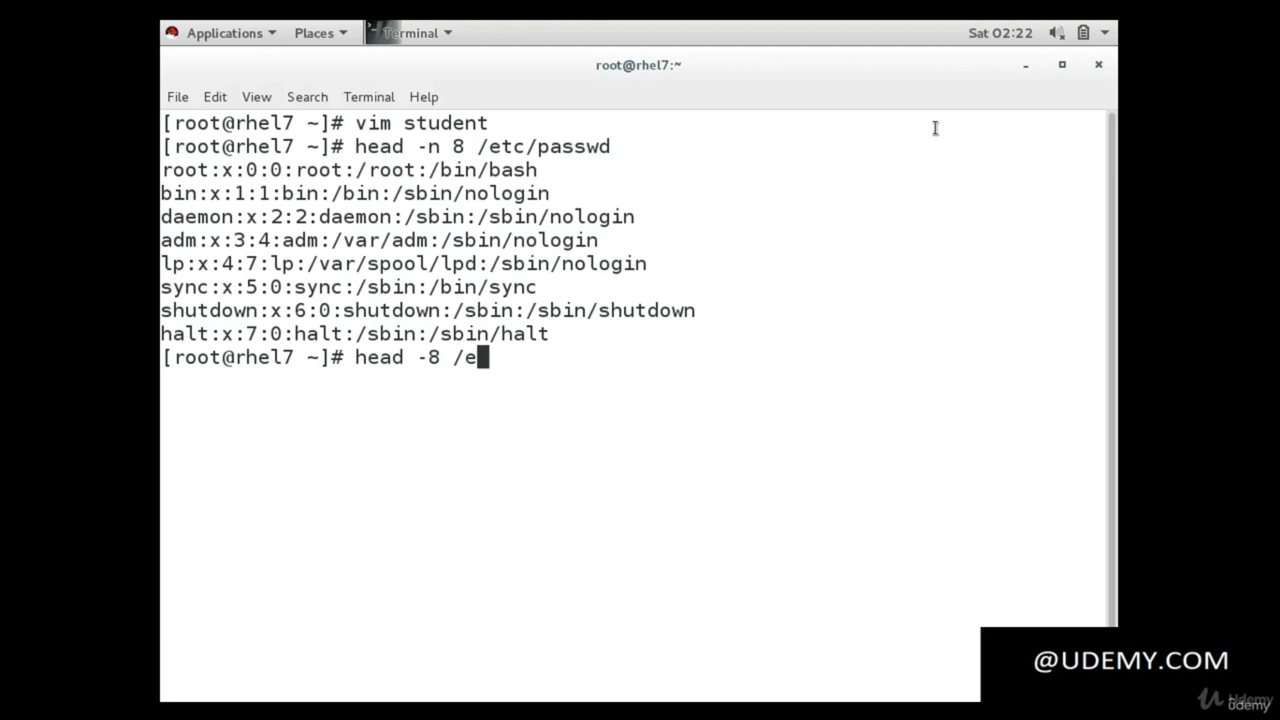 Applications Places Terminal Sat 02:22
root@rhel7:~
File Edit View Search Terminal Help
[root@rhel7 ~]# vim student
[root@rhel7 ~]# head -n 8 /etc/passwd
root:x:0:0:root:/root:/bin/bash
bin:x:1:1:bin:/bin:/sbin/nologin
daemon:x:2:2:daemon:/sbin:/sbin/nologin
adm:x:3:4:adm:/var/adm:/sbin/nologin
lp:x:4:7:lp:/var/spool/lpd:/sbin/nologin
sync:x:5:0:sync:/sbin:/bin/sync
shutdown:x:6:0:shutdown:/sbin:/sbin/shutdown
halt:x:7:0:halt:/sbin:/sbin/halt
[root@rhel7 ~]# head -8 /e
@UDEMY.COM
ûdemy